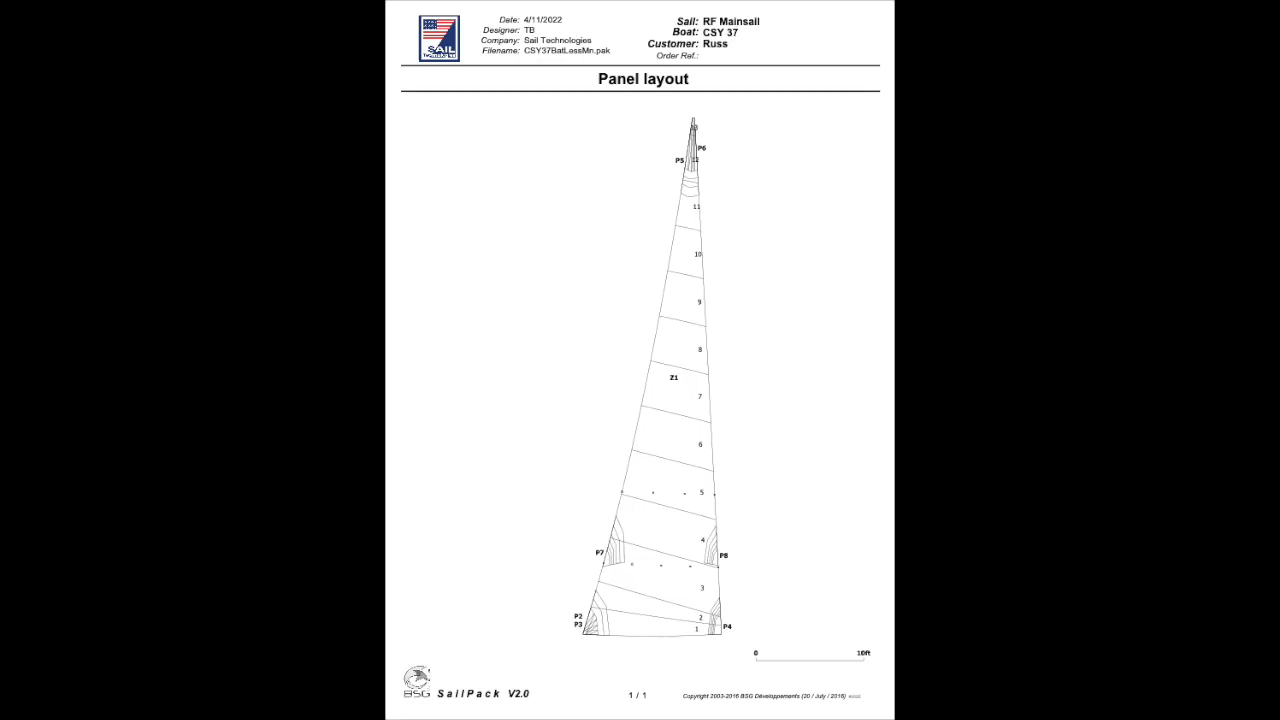 Date: 4/11/2022
Designer: TB
Company: Sail Technologies
Filename: CSY37BatLessMn.pak
Sail: RF Mainsail
Boat: CSY 37
Customer: Russ
Order Ref.:
SAIL
Panel layout
13
P6
P5
12
11
10
9
8
Z1
7
6
5
4
P7
P8
3
P2
2
P3
P4
1
0
10ft
BSG
SailPack V2.0
1 / 1
Copyright 2003-2016 BSG Développements (20 / July / 2016)